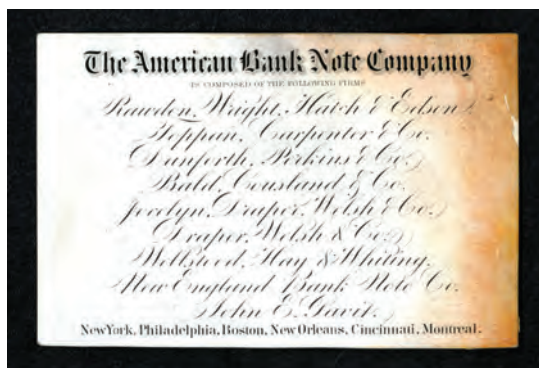 The American Bank Note Company
IS COMPOSED OF THE FOLLOWING FIRMS
Rawdon, Wright, Hatch & Edson
Toppan, Carpenter & Co.
Danforth, Perkins & Co.
Bald, Cousland & Co.
Jocelyn, Draper, Welsh & Co.
Draper, Welsh & Co.
Wellstood, Hay & Whiting.
New England Bank Note Co.
John E. Gavit.
New York, Philadelphia, Boston, New Orleans, Cincinnati, Montreal.